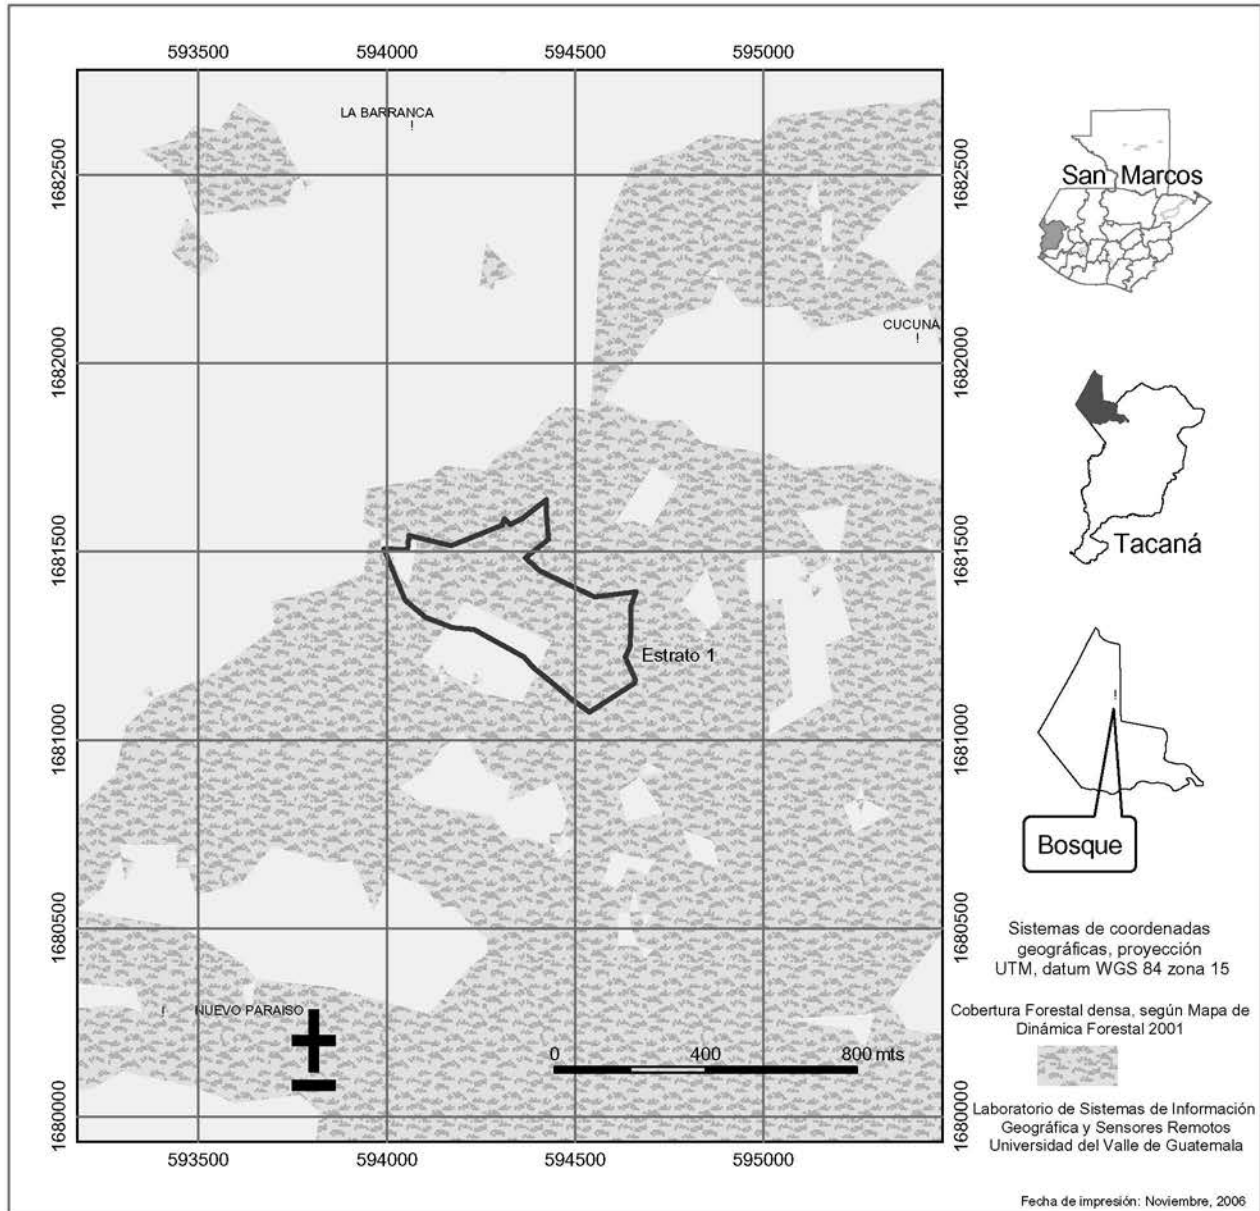 593500 594000 594500 595000
LA BARRANCA
!
1682500
1682500
CUCUNA
!
1682000
1682000
1681500
1681500
Estrato 1
1681000
1681000
1680500
1680500
! NUEVO PARAISO
0 400 800 mts
1680000
1680000
593500 594000 594500 595000
San Marcos
Tacaná
!
Bosque
Sistemas de coordenadas
geográficas, proyección
UTM, datum WGS 84 zona 15
Cobertura Forestal densa, según Mapa de
Dinámica Forestal 2001
Laboratorio de Sistemas de Información
Geográfica y Sensores Remotos
Universidad del Valle de Guatemala
Fecha de impresión: Noviembre, 2006